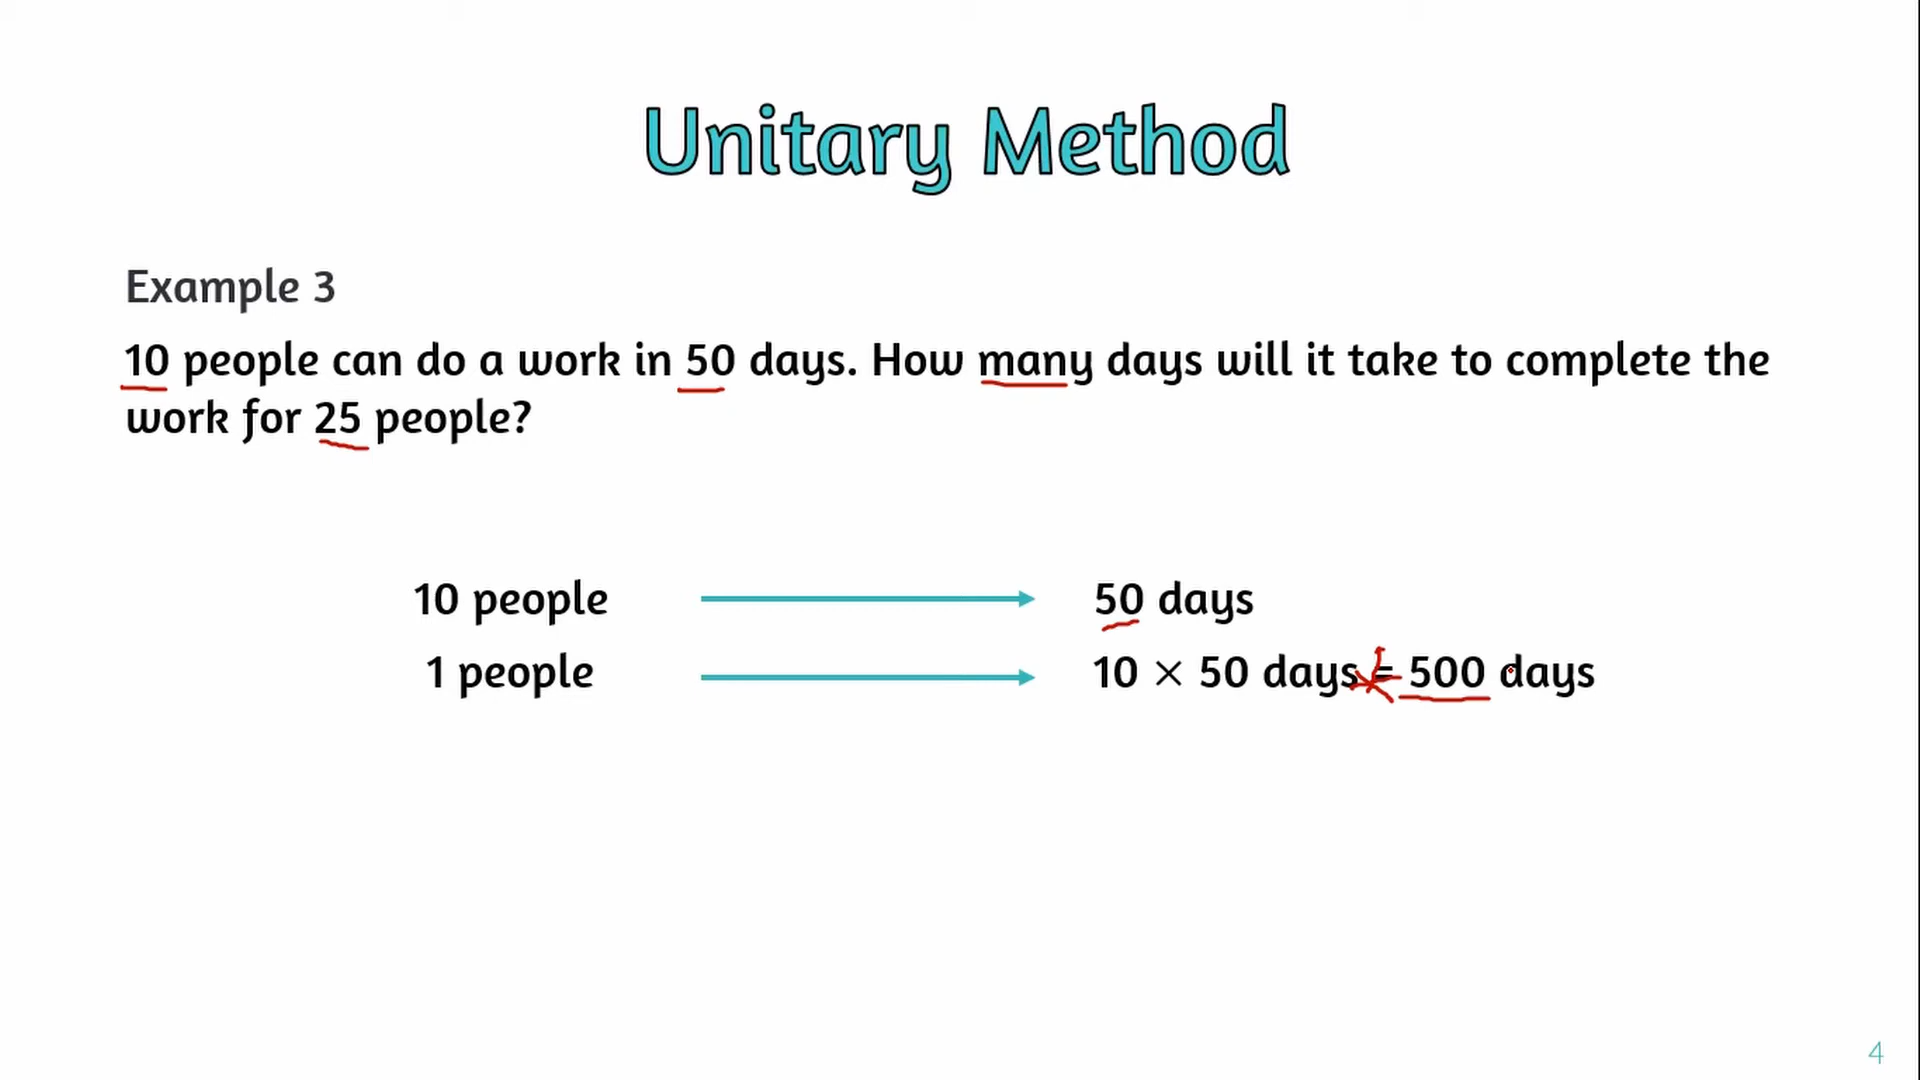 Unitary Method
Example 3
10 people can do a work in 50 days. How many days will it take to complete the
work for 25 people?
10 people 50 days
1 people 10 × 50 days = 500 days
4